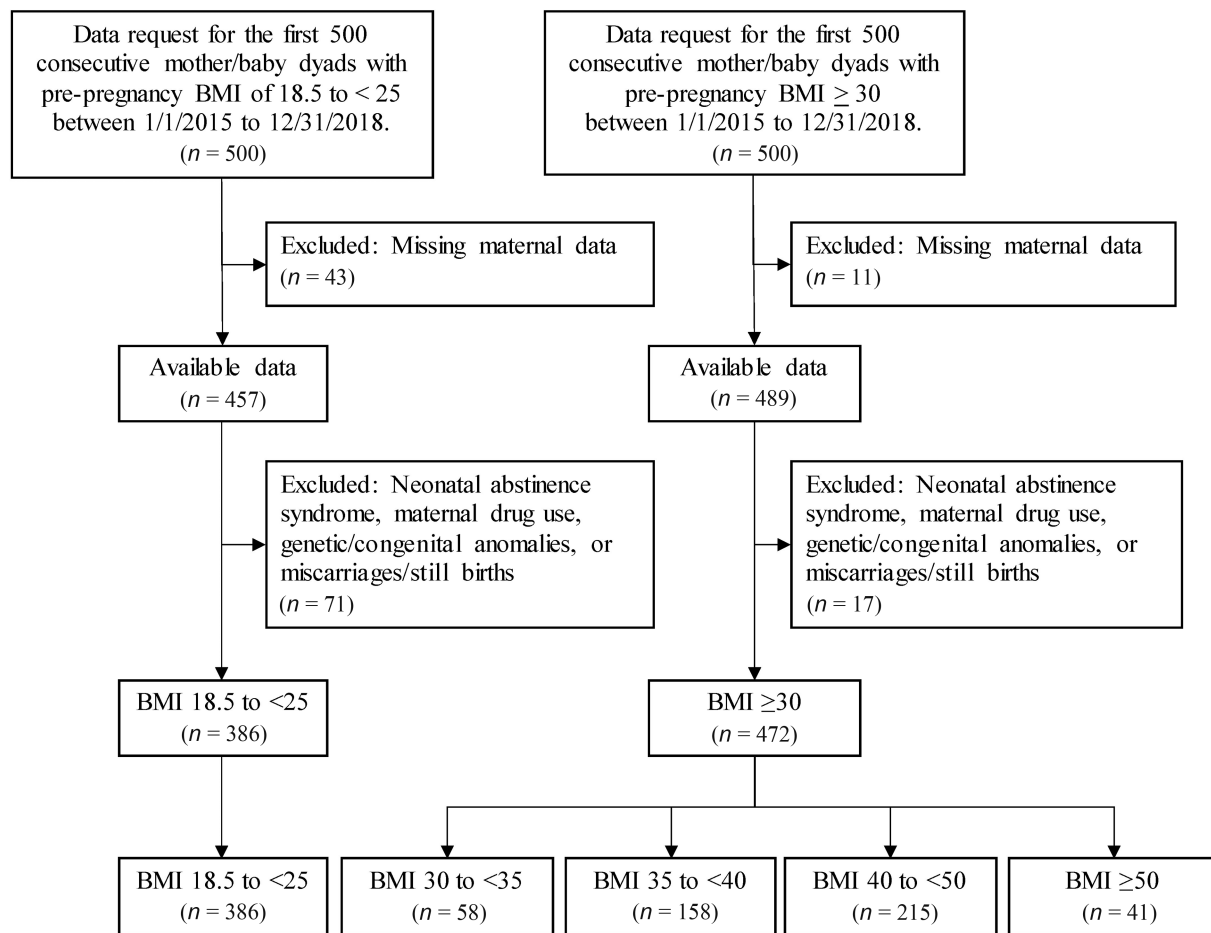 Data request for the first 500
consecutive mother/baby dyads with
pre-pregnancy BMI of 18.5 to < 25
between 1/1/2015 to 12/31/2018.
(n = 500)
Data request for the first 500
consecutive mother/baby dyads with
pre-pregnancy BMI ≥ 30
between 1/1/2015 to 12/31/2018.
(n = 500)
Excluded: Missing maternal data
(n = 43)
Excluded: Missing maternal data
(n = 11)
Available data
(n = 457)
Available data
(n = 489)
Excluded: Neonatal abstinence
syndrome, maternal drug use,
genetic/congenital anomalies, or
miscarriages/still births
(n = 71)
Excluded: Neonatal abstinence
syndrome, maternal drug use,
genetic/congenital anomalies, or
miscarriages/still births
(n = 17)
BMI 18.5 to <25
(n = 386)
BMI ≥30
(n = 472)
BMI 18.5 to <25
(n = 386)
BMI 30 to <35
(n = 58)
BMI 35 to <40
(n = 158)
BMI 40 to <50
(n = 215)
BMI ≥50
(n = 41)